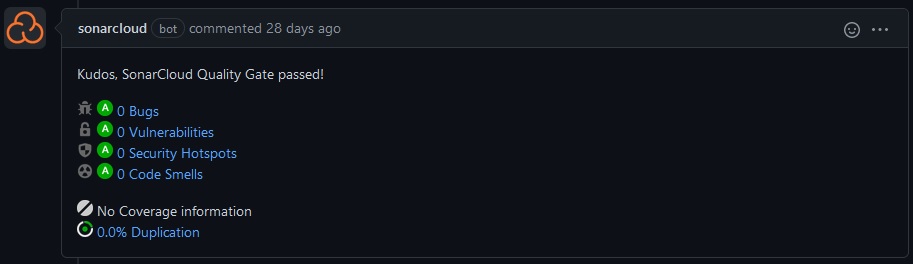 sonarcloud bot commented 28 days ago
Kudos, SonarCloud Quality Gate passed!
A 0 Bugs
A 0 Vulnerabilities
A 0 Security Hotspots
A 0 Code Smells
No Coverage information
0.0% Duplication